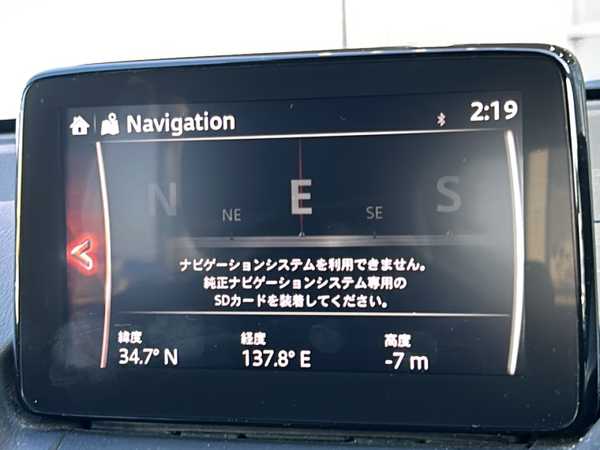 Navigation
2:19
N NE E SE S
ナビゲーションシステムを利用できません。
純正ナビゲーションシステム専用の
SDカードを装着してください。
緯度 経度 高度
34.7° N 137.8° E -7 m